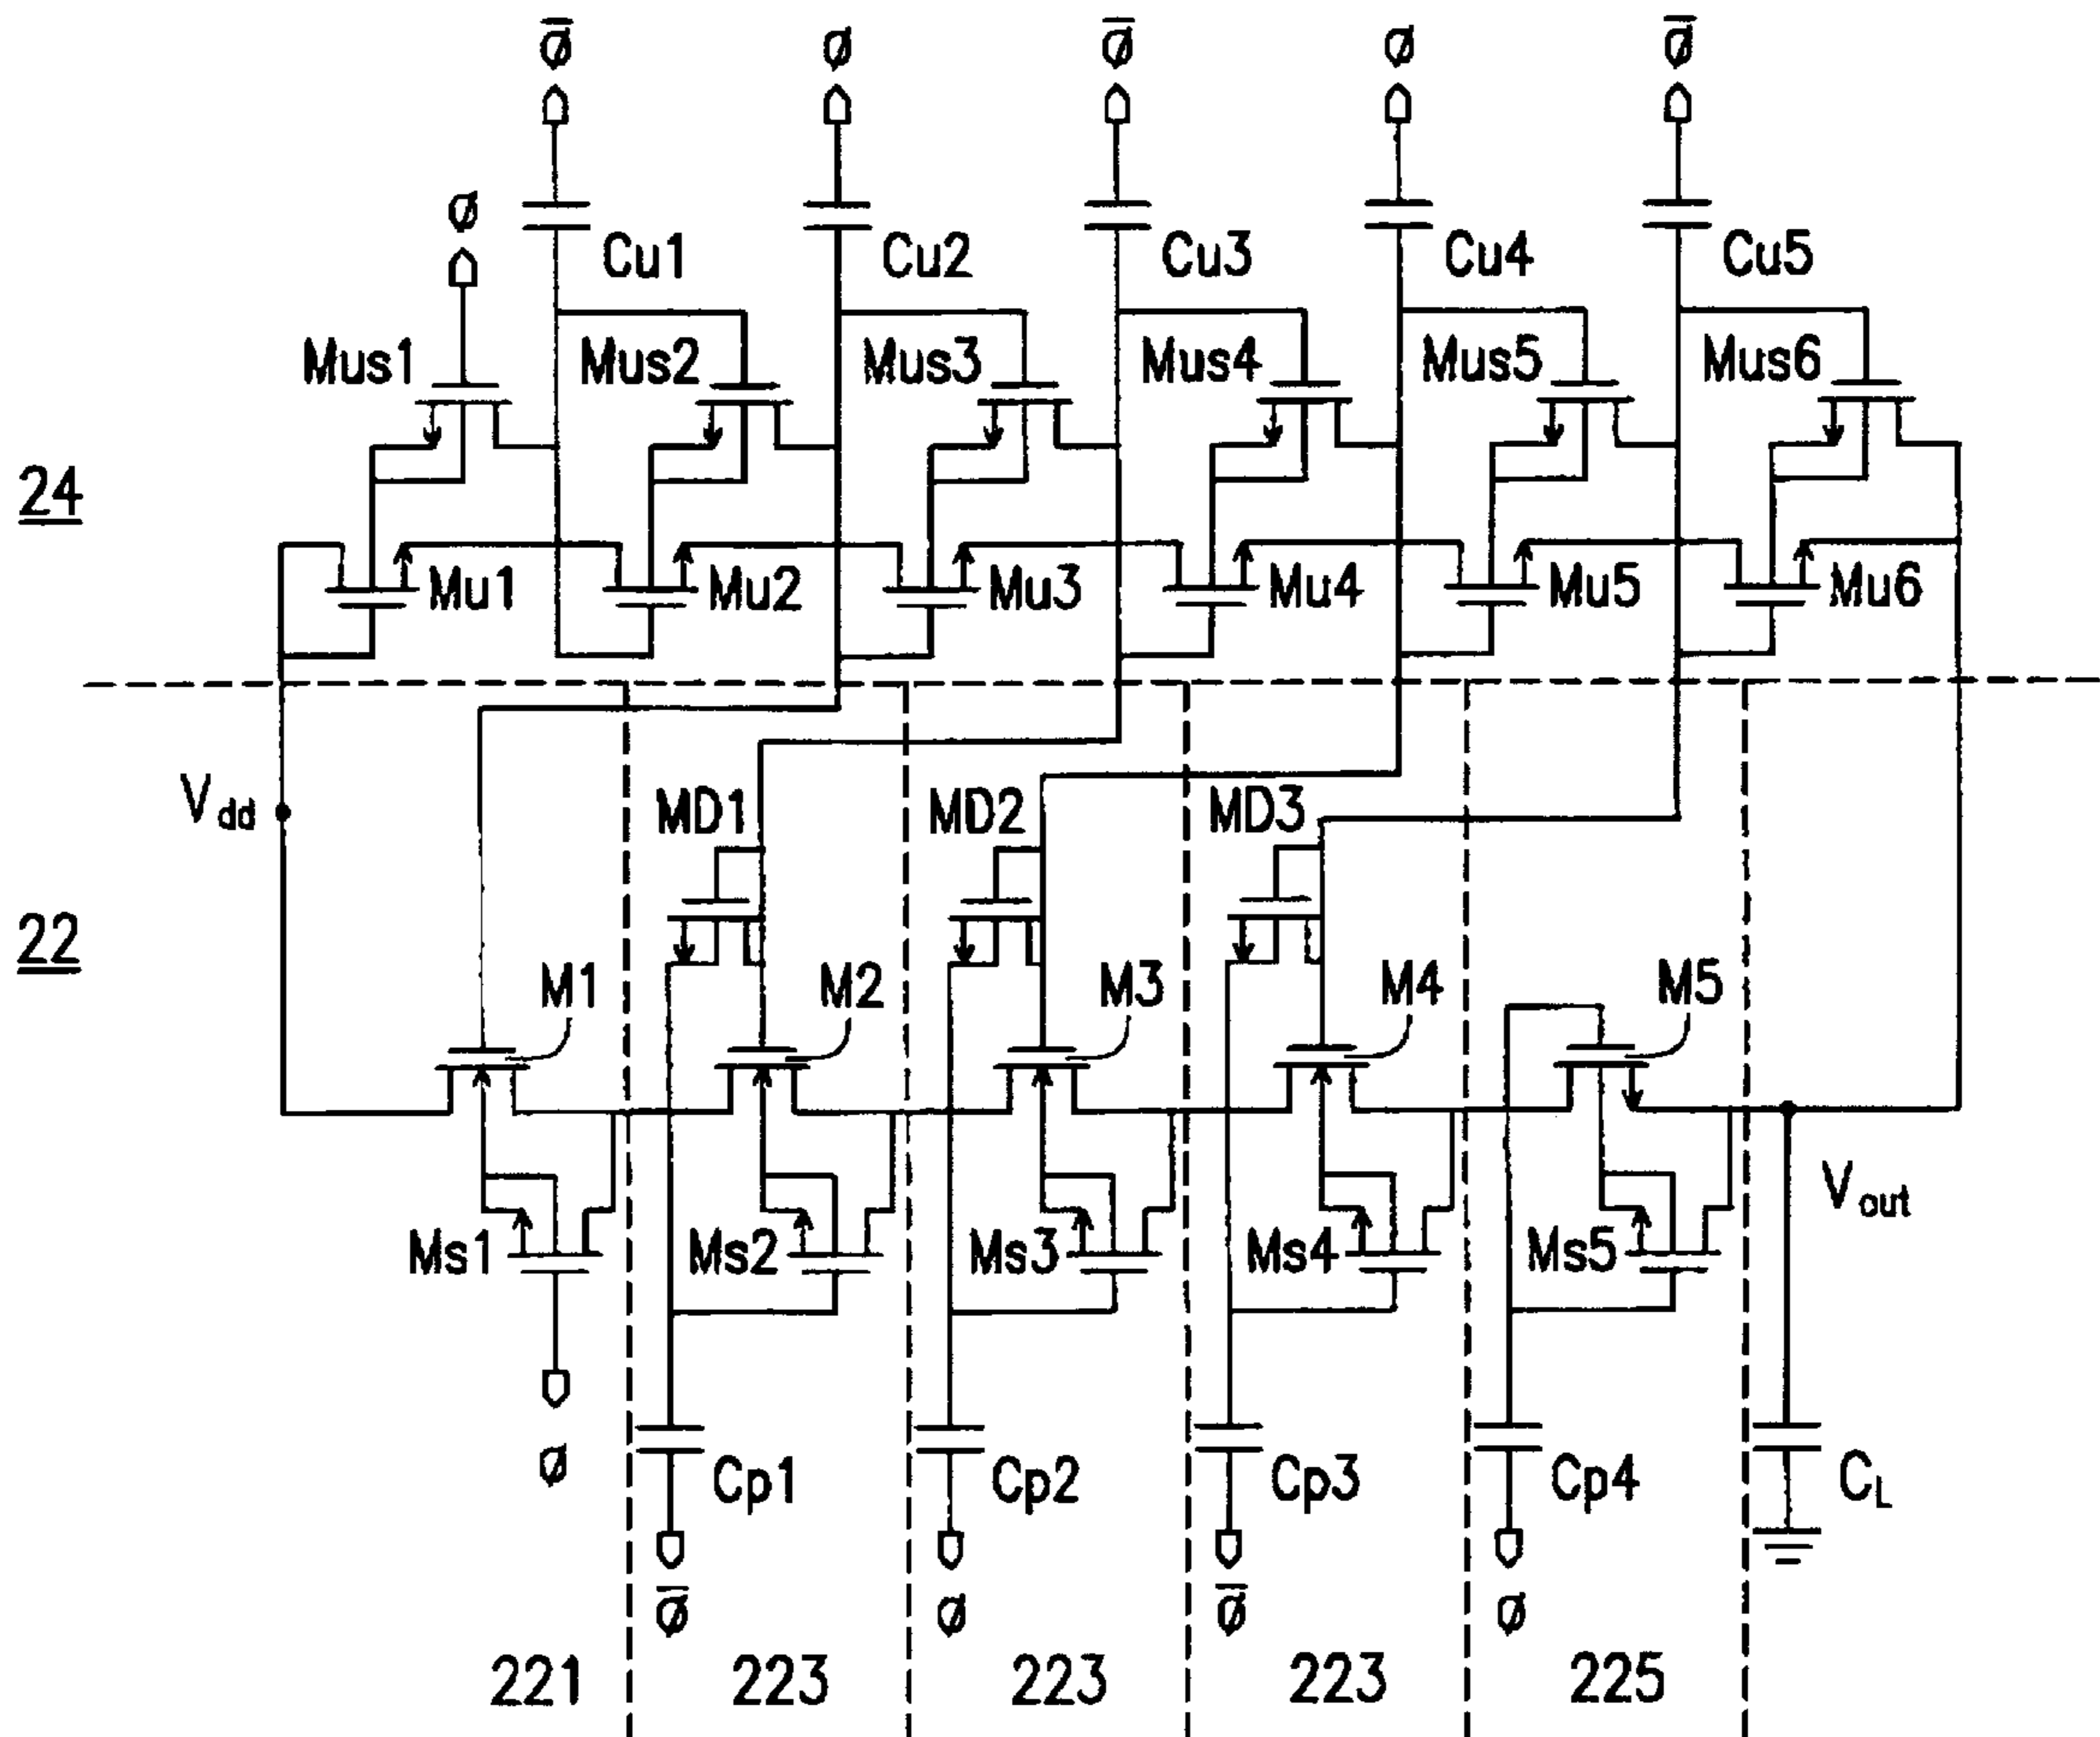 ø̅ ø ø̅ ø ø̅
ø
Cu1 Cu2 Cu3 Cu4 Cu5
Mus1 Mus2 Mus3 Mus4 Mus5 Mus6
24
Mu1 Mu2 Mu3 Mu4 Mu5 Mu6
Vdd
MD1 MD2 MD3
22
M1 M2 M3 M4 M5
Vout
Ms1 Ms2 Ms3 Ms4 Ms5
ø
Cp1 Cp2 Cp3 Cp4 CL
ø̅ ø ø̅ ø
221 223 223 223 225